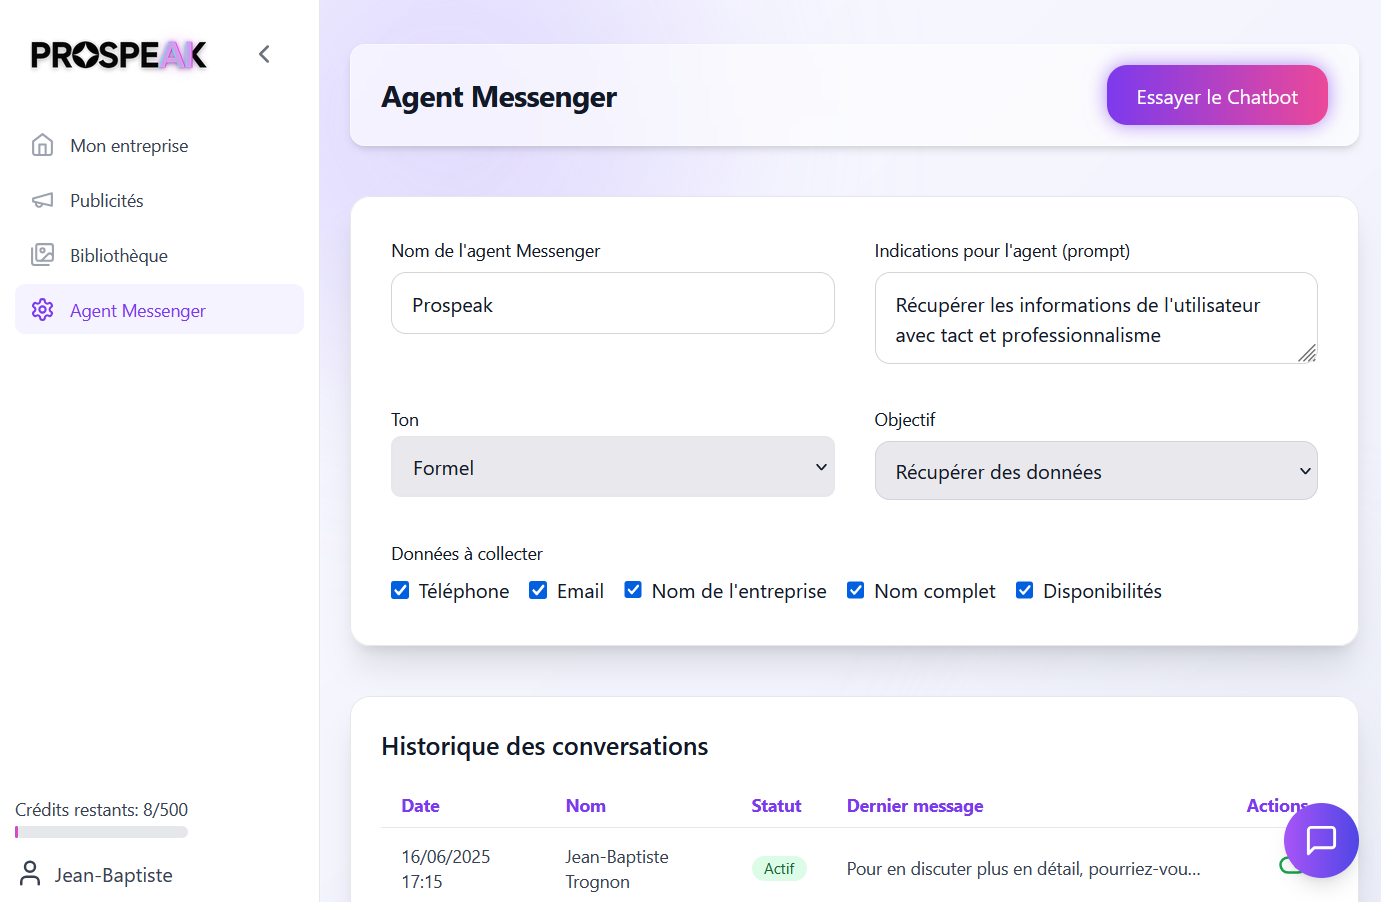 PROSPEAK
Mon entreprise
Publicités
Bibliothèque
Agent Messenger
Crédits restants: 8/500
Jean-Baptiste
Agent Messenger
Essayer le Chatbot
Nom de l'agent Messenger
Prospeak
Indications pour l'agent (prompt)
Récupérer les informations de l'utilisateur
avec tact et professionnalisme
Ton
Formel
Objectif
Récupérer des données
Données à collecter
Téléphone Email Nom de l'entreprise Nom complet Disponibilités
Historique des conversations
Date Nom Statut Dernier message Actions
16/06/2025
17:15
Jean-Baptiste
Trognon
Actif
Pour en discuter plus en détail, pourriez-vou...